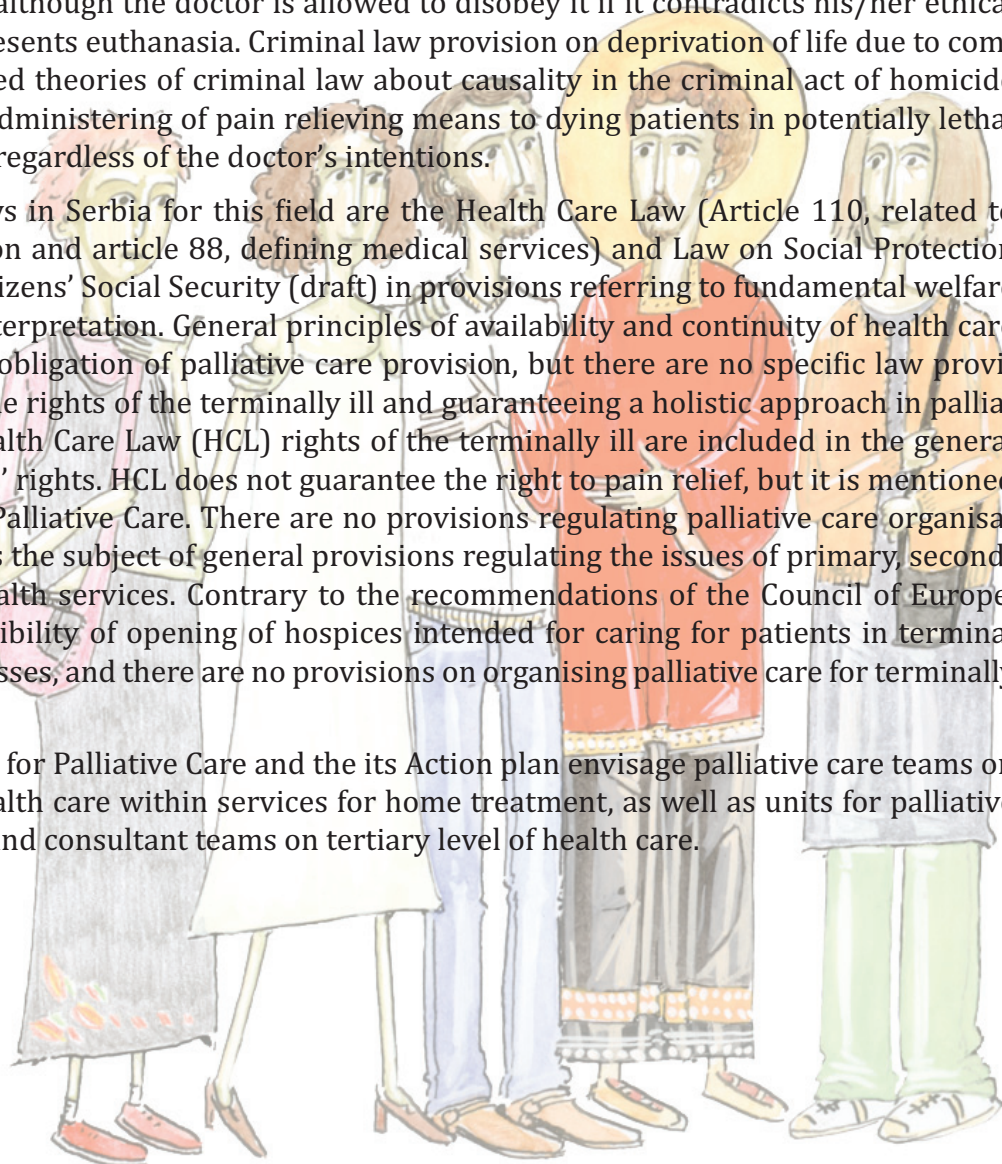 although the doctor is allowed to disobey it if it contradicts his/her ethica
esents euthanasia. Criminal law provision on deprivation of life due to com
ed theories of criminal law about causality in the criminal act of homicide
dministering of pain relieving means to dying patients in potentially letha
regardless of the doctor's intentions.
ws in Serbia for this field are the Health Care Law (Article 110, related to
on and article 88, defining medical services) and Law on Social Protection
izens' Social Security (draft) in provisions referring to fundamental welfare
terpretation. General principles of availability and continuity of health care
obligation of palliative care provision, but there are no specific law provi
e rights of the terminally ill and guaranteeing a holistic approach in pallia
alth Care Law (HCL) rights of the terminally ill are included in the genera
' rights. HCL does not guarantee the right to pain relief, but it is mentioned
Palliative Care. There are no provisions regulating palliative care organisa
s the subject of general provisions regulating the issues of primary, second
alth services. Contrary to the recommendations of the Council of Europe
ibility of opening of hospices intended for caring for patients in termina
sses, and there are no provisions on organising palliative care for terminally
for Palliative Care and the its Action plan envisage palliative care teams on
alth care within services for home treatment, as well as units for palliative
nd consultant teams on tertiary level of health care.